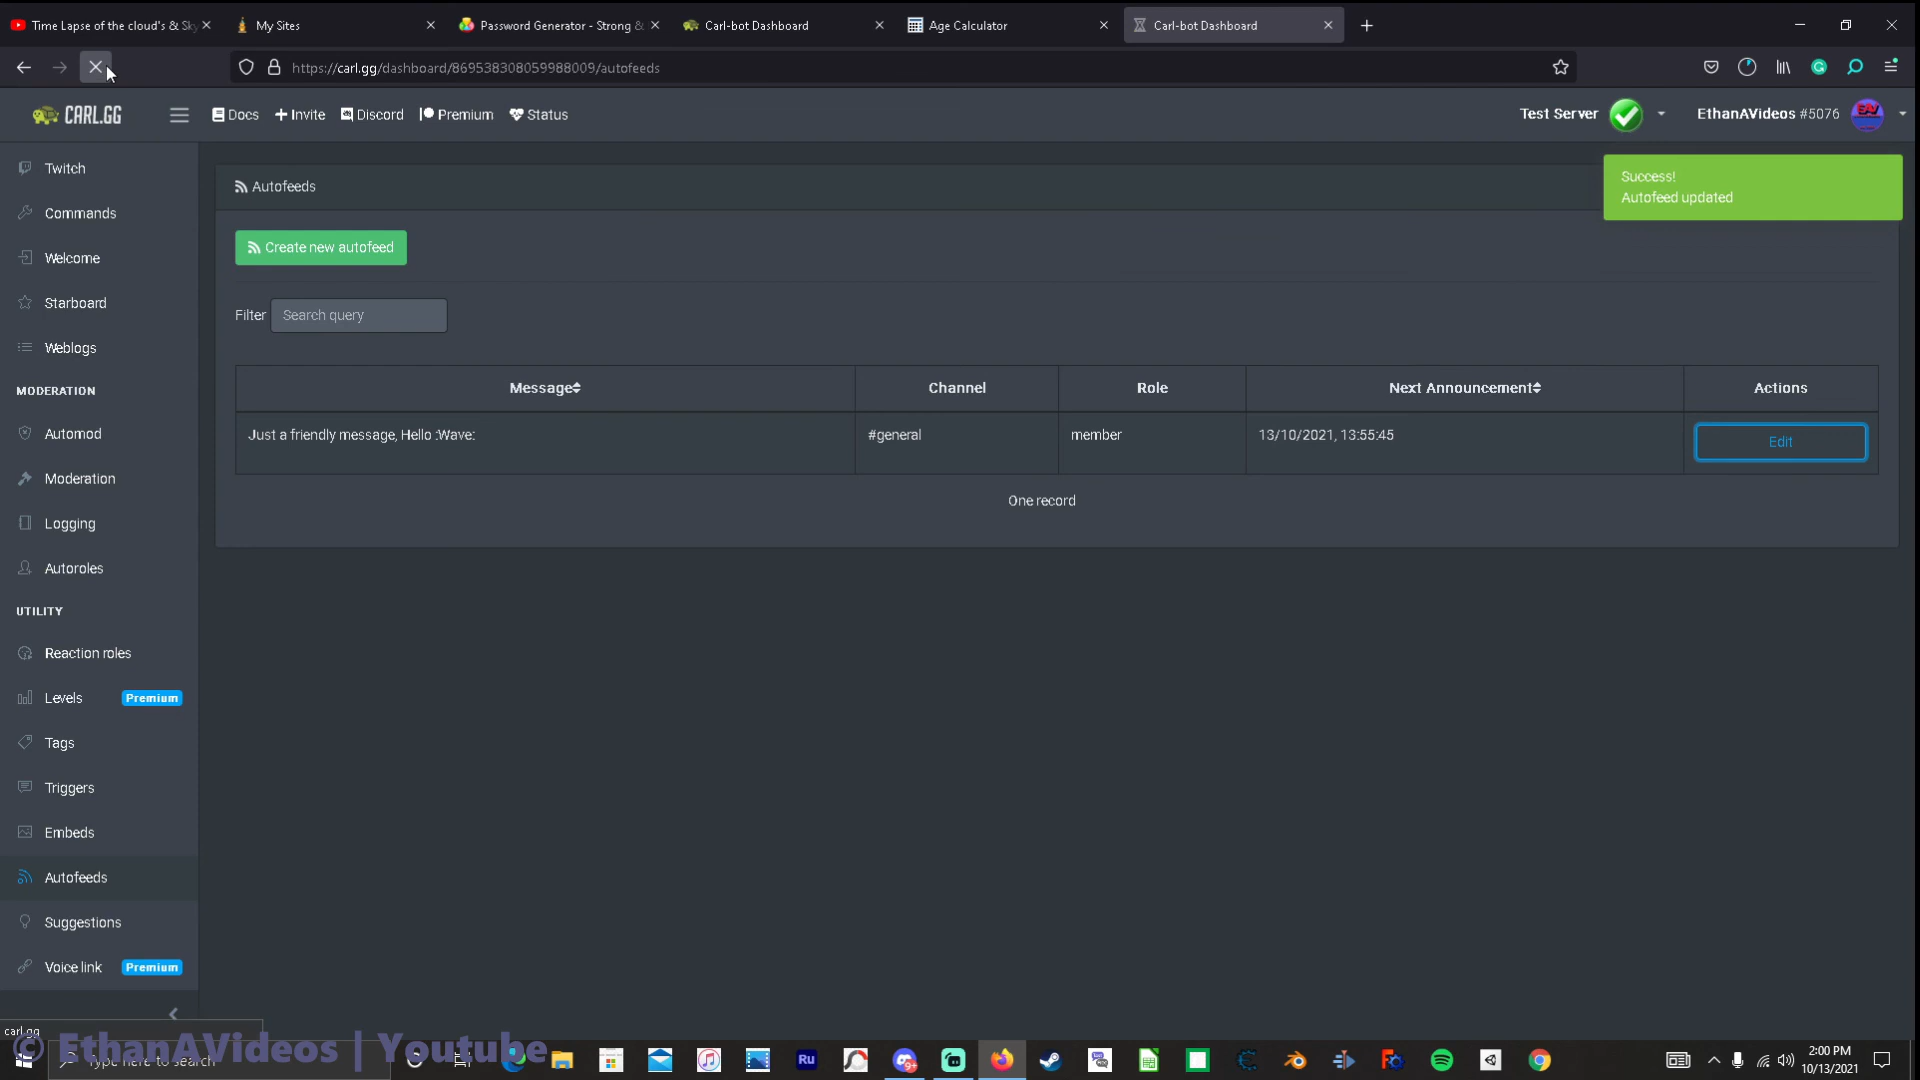 Time Lapse of the cloud's & Sky
My Sites
Password Generator - Strong &
Carl-bot Dashboard
Age Calculator
Carl-bot Dashboard
https://carl.gg/dashboard/869538308059988009/autofeeds
CARL.GG
Docs
Invite
Discord
Premium
Status
Test Server
EthanAVideos #5076
EAV
Twitch
Commands
Welcome
Starboard
Weblogs
MODERATION
Automod
Moderation
Logging
Autoroles
UTILITY
Reaction roles
Levels Premium
Tags
Triggers
Embeds
Autofeeds
Suggestions
Voice link Premium
Autofeeds
Success!
Autofeed updated
Create new autofeed
Filter Search query
Message Channel Role Next Announcement Actions
Just a friendly message, Hello :Wave: #general member 13/10/2021, 13:55:45 Edit
One record
carl.gg
© EthanAVideos | Youtube
Type here to search
Ru
2:00 PM
10/13/2021